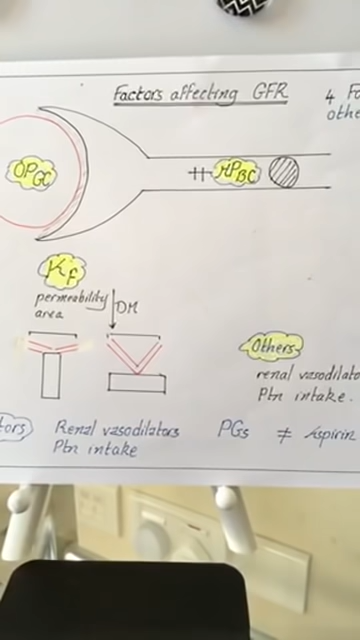 Factors affecting GFR
4 Fo
othe
OPGC
HPBC
Kf
permeability
area
DM
Others
renal vasodilato
Ptn intake.
tors
Renal vasodilators
PGs ≠ Aspirin
Ptn intake